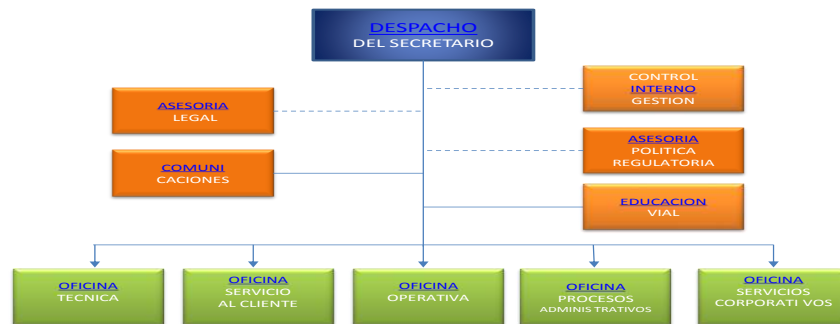 DESPACHO
DEL SECRETARIO
CONTROL
INTERNO
GESTION
ASESORIA
LEGAL
ASESORIA
POLITICA
REGULATORIA
COMUNI
CACIONES
EDUCACION
VIAL
OFICINA
TECNICA
OFICINA
SERVICIO
AL CLIENTE
OFICINA
OPERATIVA
OFICINA
PROCESOS
ADMINIS TRATIVOS
OFICINA
SERVICIOS
CORPORATI VOS